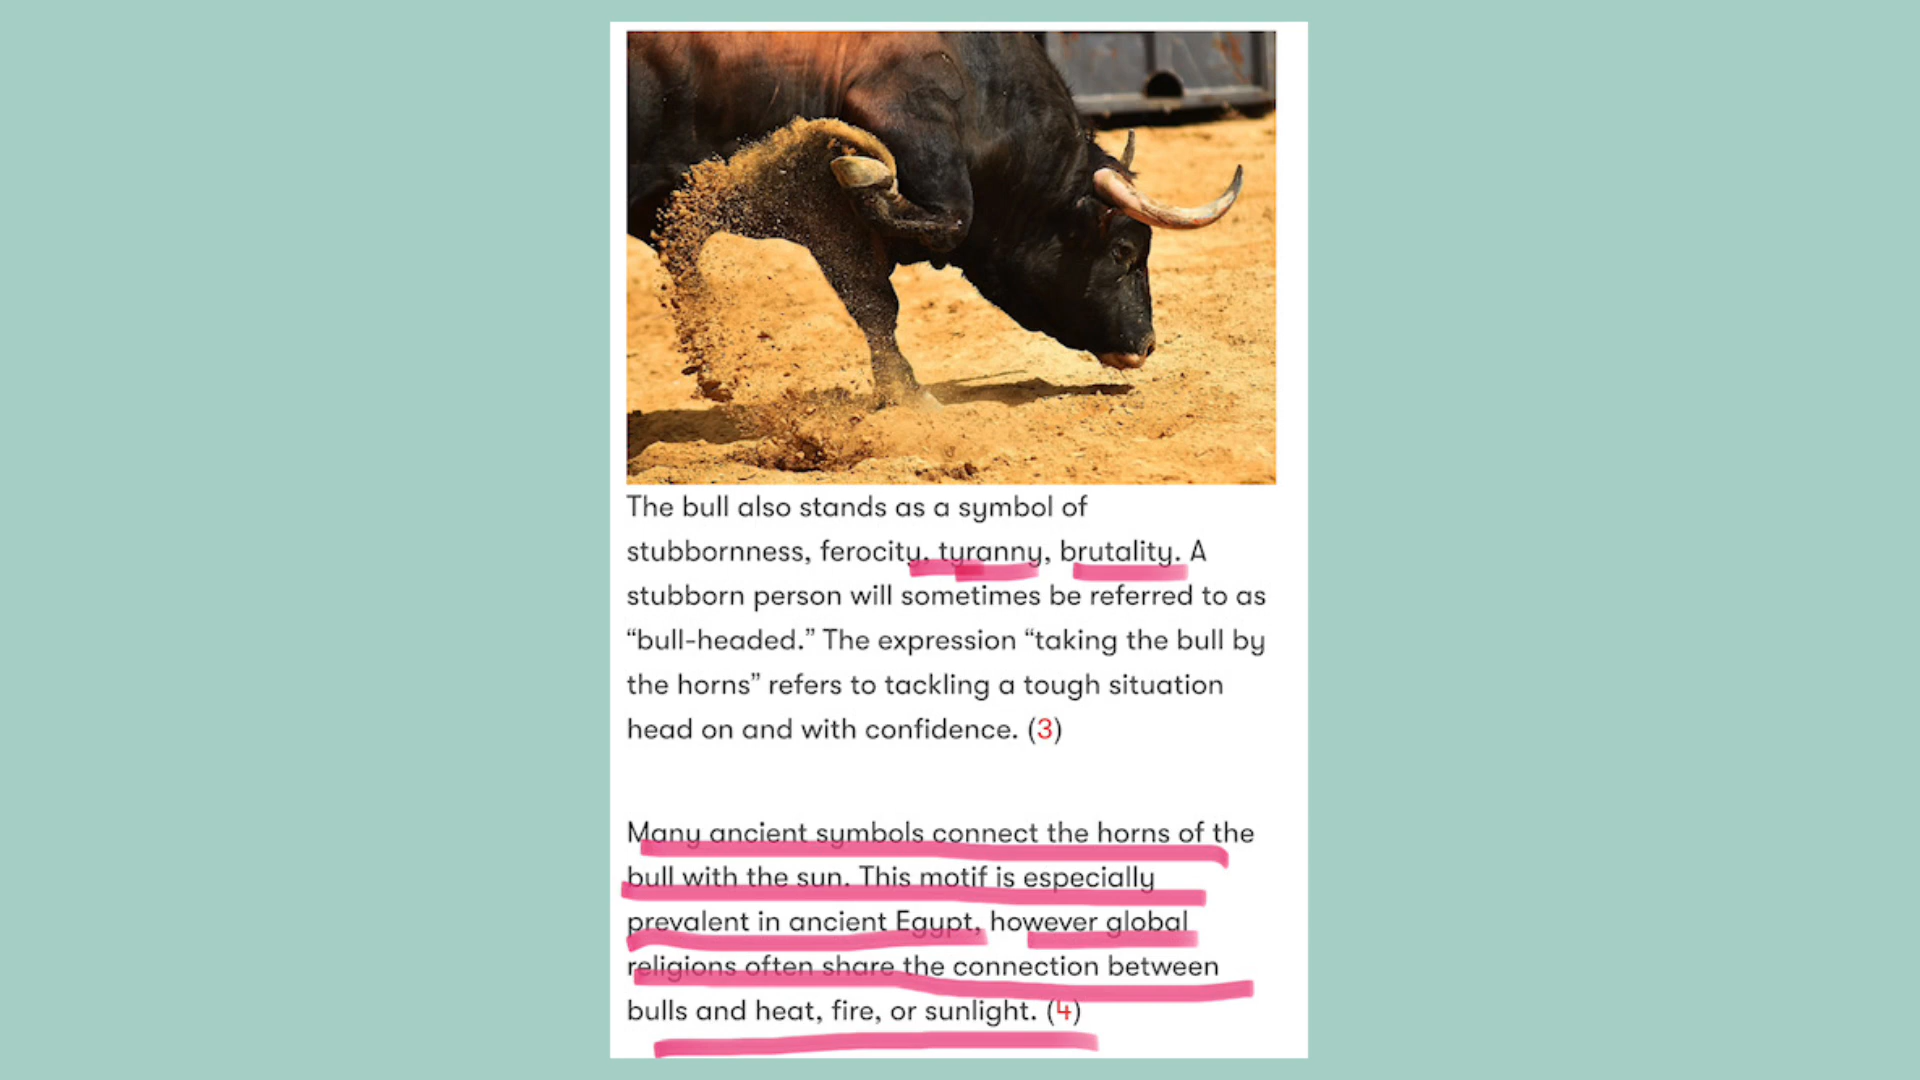 The bull also stands as a symbol of
stubbornness, ferocity, tyranny, brutality. A
stubborn person will sometimes be referred to as
“bull-headed.” The expression “taking the bull by
the horns” refers to tackling a tough situation
head on and with confidence. (3)
Many ancient symbols connect the horns of the
bull with the sun. This motif is especially
prevalent in ancient Egypt, however global
religions often share the connection between
bulls and heat, fire, or sunlight. (4)